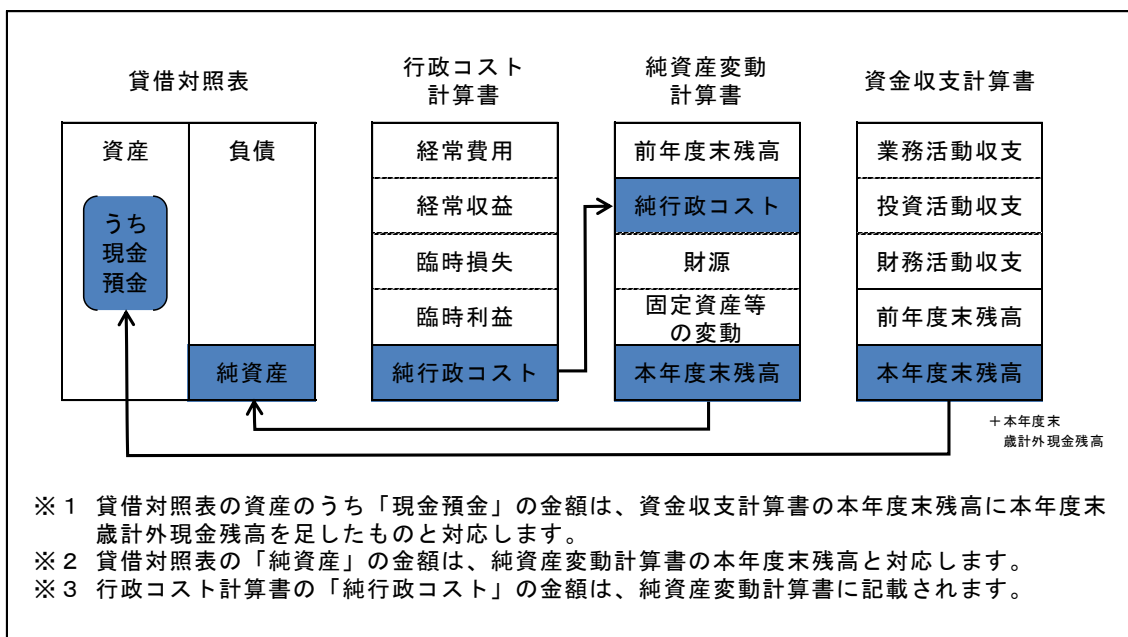 貸借対照表
資産
負債
うち
現金
預金
純資産
行政コスト
計算書
経常費用
経常収益
臨時損失
臨時利益
純行政コスト
純資産変動
計算書
前年度末残高
純行政コスト
財源
固定資産等
の変動
本年度末残高
資金収支計算書
業務活動収支
投資活動収支
財務活動収支
前年度末残高
本年度末残高
＋本年度末
歳計外現金残高
※１ 貸借対照表の資産のうち「現金預金」の金額は、資金収支計算書の本年度末残高に本年度末
歳計外現金残高を足したものと対応します。
※２ 貸借対照表の「純資産」の金額は、純資産変動計算書の本年度末残高と対応します。
※３ 行政コスト計算書の「純行政コスト」の金額は、純資産変動計算書に記載されます。